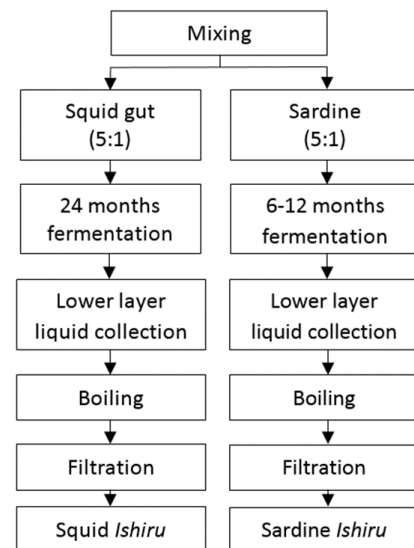 Mixing
Squid gut
(5:1)
24 months
fermentation
Lower layer
liquid collection
Boiling
Filtration
Squid Ishiru
Sardine
(5:1)
6-12 months
fermentation
Lower layer
liquid collection
Boiling
Filtration
Sardine Ishiru